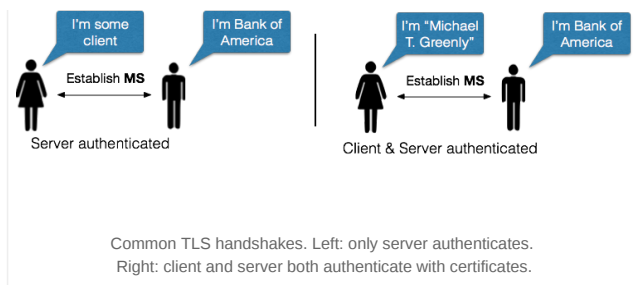 I'm some
client
I'm Bank of
America
Establish MS
Server authenticated
I'm “Michael
T. Greenly”
I'm Bank of
America
Establish MS
Client & Server authenticated
Common TLS handshakes. Left: only server authenticates.
Right: client and server both authenticate with certificates.